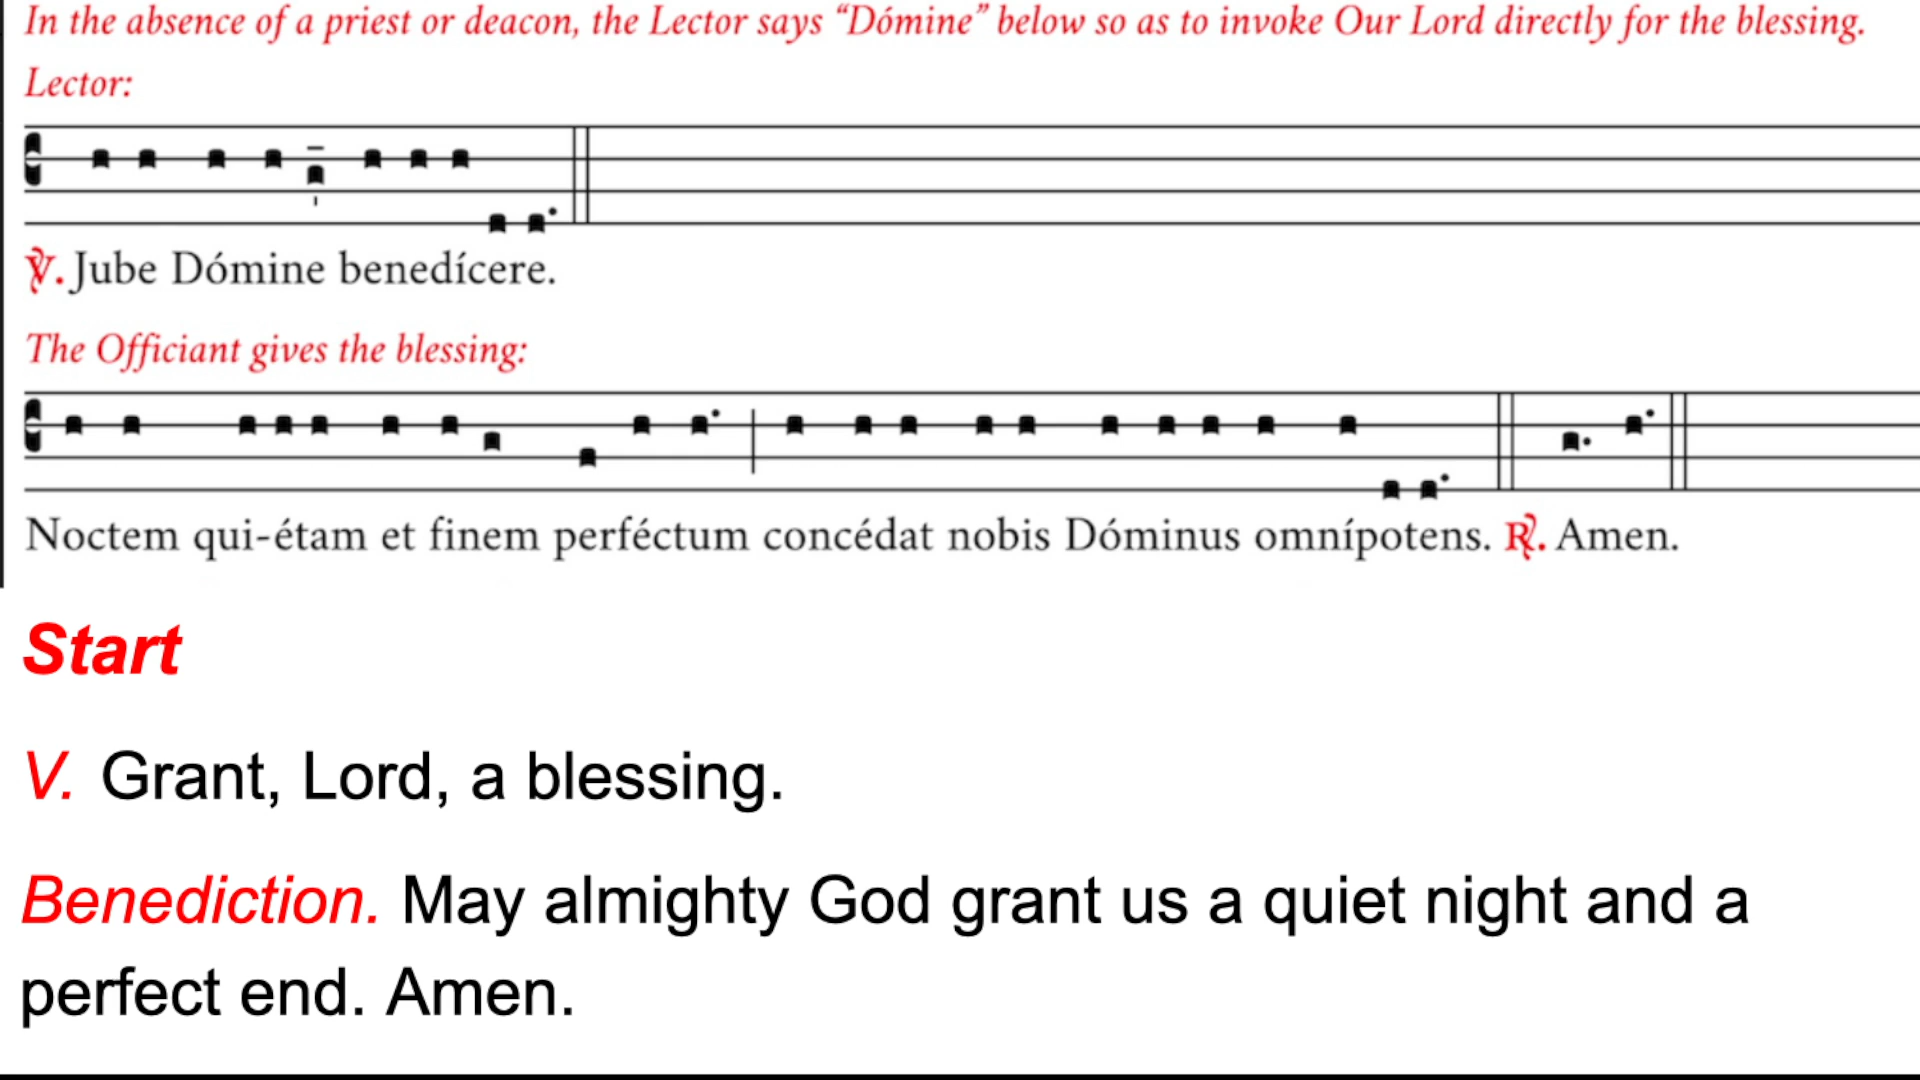 In the absence of a priest or deacon, the Lector says “Dómine” below so as to invoke Our Lord directly for the blessing.
Lector:
℣. Jube Dómine benedícere.
The Officiant gives the blessing:
Noctem qui-étam et finem perféctum concédat nobis Dóminus omnípotens. ℟. Amen.
Start
V. Grant, Lord, a blessing.
Benediction. May almighty God grant us a quiet night and a
perfect end. Amen.